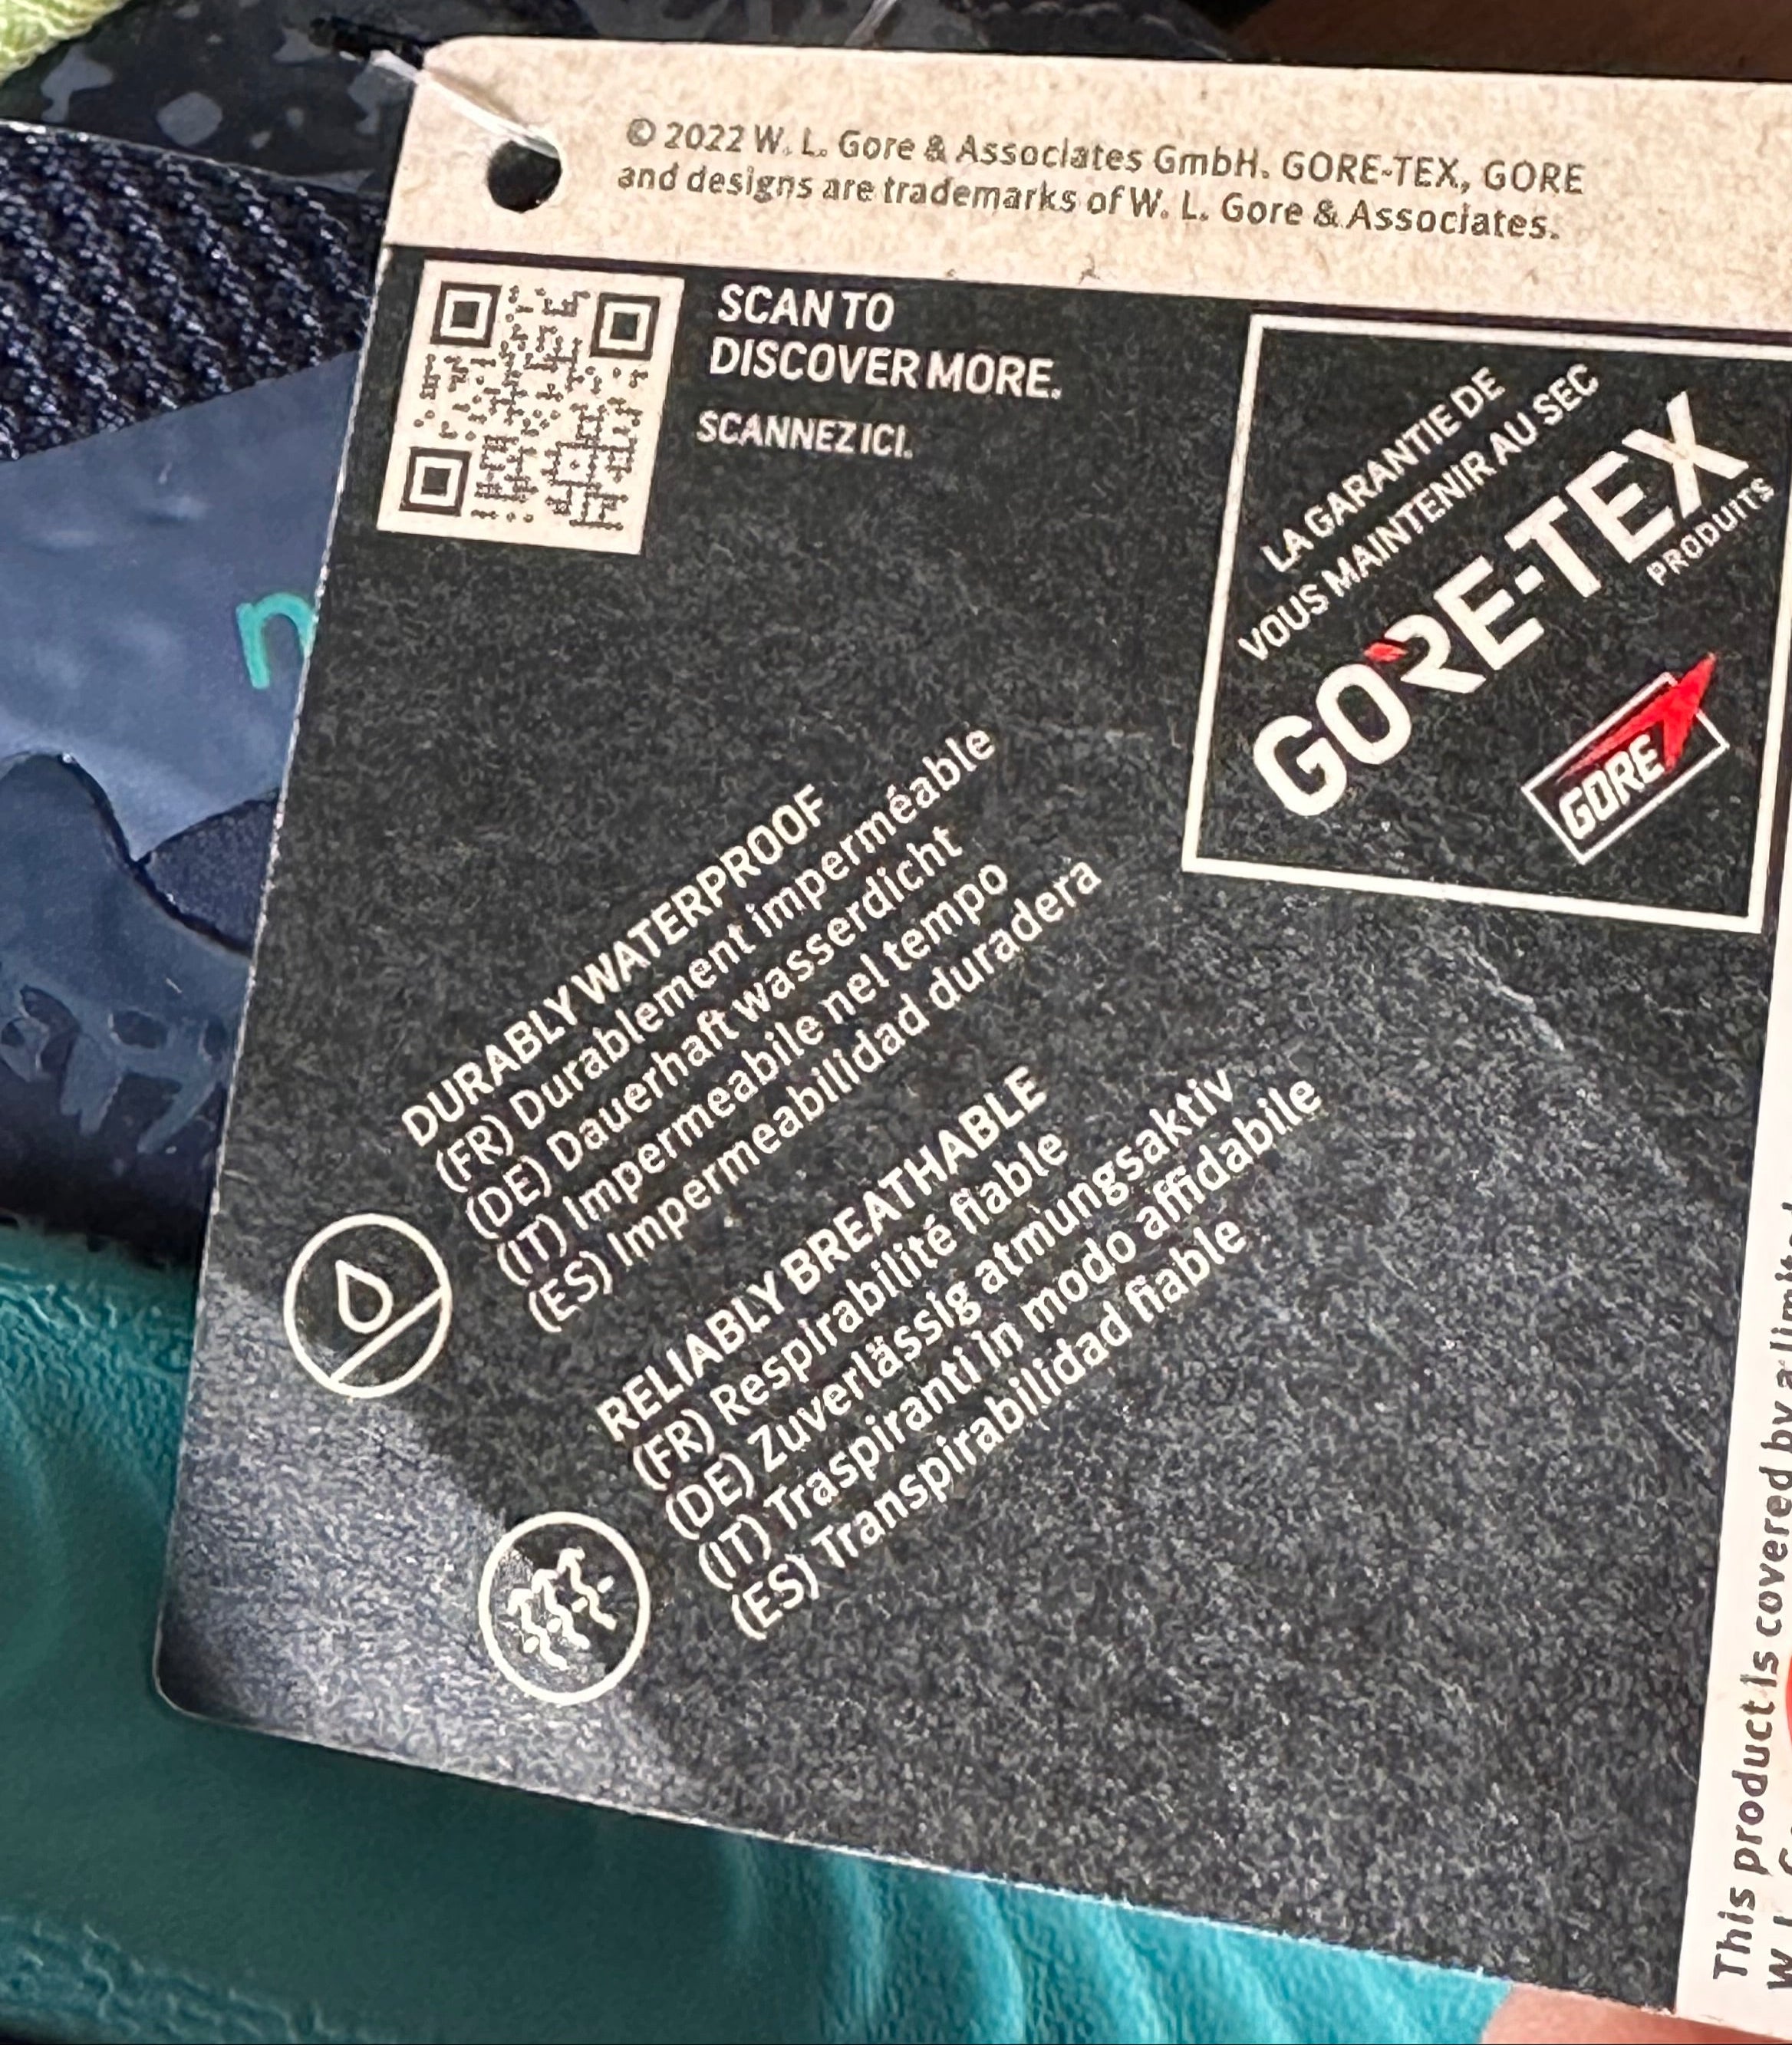 © 2022 W. L. Gore & Associates GmbH. GORE-TEX, GORE
and designs are trademarks of W. L. Gore & Associates.
SCAN TO
DISCOVER MORE.
SCANNEZ ICI.
LA GARANTIE DE
VOUS MAINTENIR AU SEC
GORE-TEX
PRODUITS
GORE
DURABLY WATERPROOF
(FR) Durablement imperméable
(DE) Dauerhaft wasserdicht
(IT) Impermeabile nel tempo
(ES) Impermeabilidad duradera
RELIABLY BREATHABLE
(FR) Respirabilité fiable
(DE) Zuverlässig atmungsaktiv
(IT) Traspiranti in modo affidabile
(ES) Transpirabilidad fiable
This product is covered by a limited
n